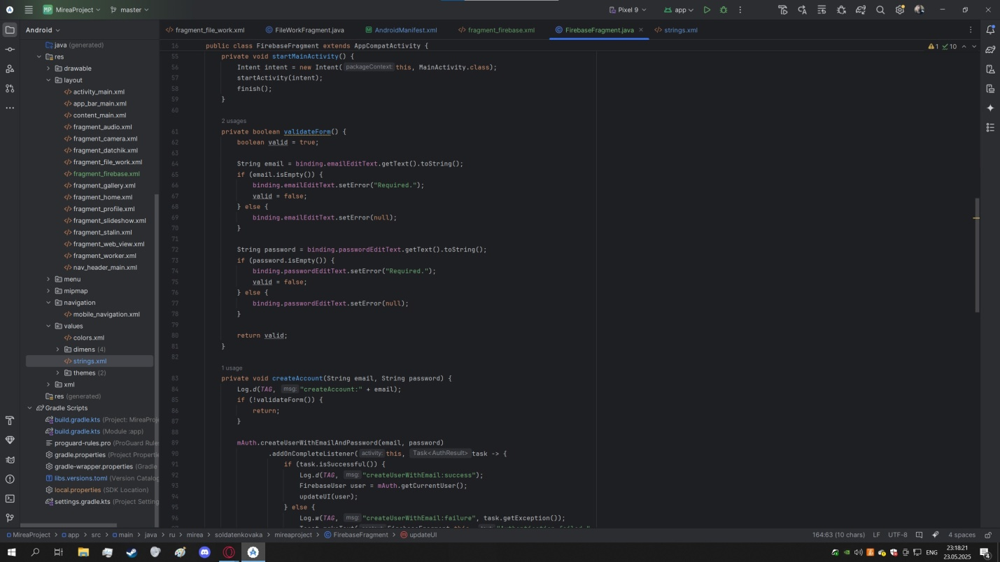 MP MireaProject master Pixel 9 app
Android
fragment_file_work.xml FileWorkFragment.java AndroidManifest.xml fragment_firebase.xml FirebaseFragment.java strings.xml
java (generated)
res
drawable
layout
activity_main.xml
app_bar_main.xml
content_main.xml
fragment_audio.xml
fragment_camera.xml
fragment_datchik.xml
fragment_file_work.xml
fragment_firebase.xml
fragment_gallery.xml
fragment_home.xml
fragment_profile.xml
fragment_slideshow.xml
fragment_stalin.xml
fragment_web_view.xml
fragment_worker.xml
nav_header_main.xml
menu
mipmap
navigation
mobile_navigation.xml
values
colors.xml
dimens (4)
strings.xml
themes (2)
xml
res (generated)
Gradle Scripts
build.gradle.kts (Project: MireaProje
build.gradle.kts (Module :app)
proguard-rules.pro (ProGuard Rules
gradle.properties (Project Properti
gradle-wrapper.properties (Gradle
libs.versions.toml (Version Catalog
local.properties (SDK Location)
settings.gradle.kts (Project Setting
16 public class FirebaseFragment extends AppCompatActivity { 1 10
55 private void startMainActivity() {
56 Intent intent = new Intent( packageContext: this, MainActivity.class);
57 startActivity(intent);
58 finish();
59 }
60
2 usages
61 private boolean validateForm() {
62 boolean valid = true;
63
64 String email = binding.emailEditText.getText().toString();
65 if (email.isEmpty()) {
66 binding.emailEditText.setError("Required.");
67 valid = false;
68 } else {
69 binding.emailEditText.setError(null);
70 }
71
72 String password = binding.passwordEditText.getText().toString();
73 if (password.isEmpty()) {
74 binding.passwordEditText.setError("Required.");
75 valid = false;
76 } else {
77 binding.passwordEditText.setError(null);
78 }
79
80 return valid;
81 }
82
1 usage
83 private void createAccount(String email, String password) {
84 Log.d(TAG, msg: "createAccount:" + email);
85 if (!validateForm()) {
86 return;
87 }
88
89 mAuth.createUserWithEmailAndPassword(email, password)
90 .addOnCompleteListener( activity: this, Task<AuthResult> task -> {
91 if (task.isSuccessful()) {
92 Log.d(TAG, msg: "createUserWithEmail:success");
93 FirebaseUser user = mAuth.getCurrentUser();
94 updateUI(user);
95 } else {
96 Log.w(TAG, msg: "createUserWithEmail:failure", task.getException());
MireaProject app src main java ru mirea soldatenkovaka mireaproject FirebaseFragment updateUI 164:63 (10 chars) LF UTF-8 4 spaces
ENG 23:18:21
23.05.2025 4